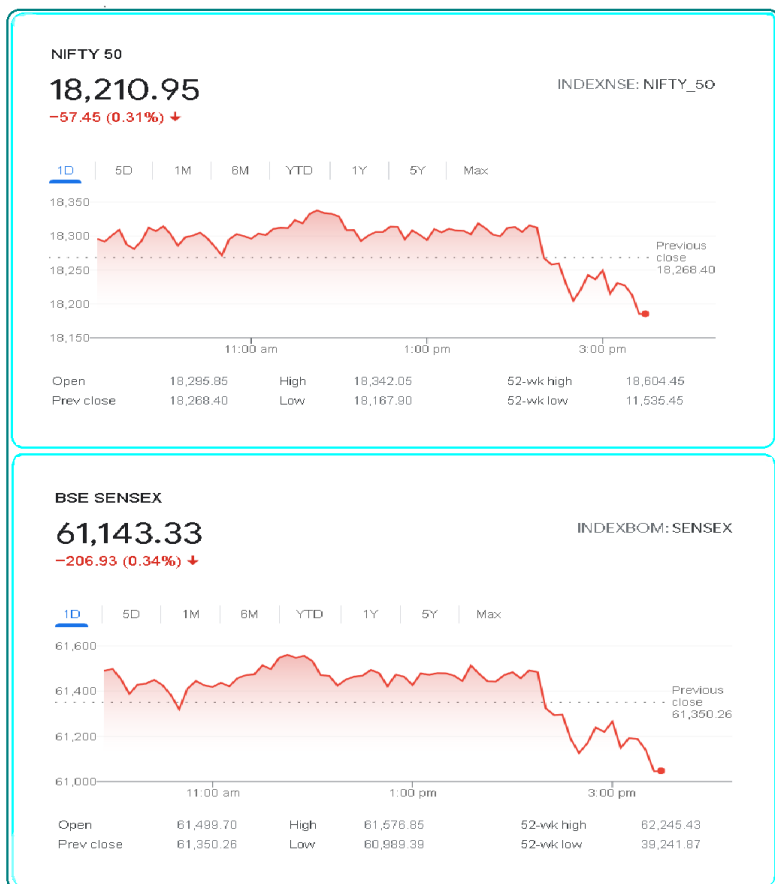 NIFTY 50
18,210.95
INDEXNSE: NIFTY_50
−57.45 (0.31%) ↓
1D 5D 1M 6M YTD 1Y 5Y Max
18,350
18,300
Previous
close
18,268.40
18,250
18,200
18,150
11:00 am 1:00 pm 3:00 pm
Open 18,295.85 High 18,342.05 52-wk high 18,604.45
Prev close 18,268.40 Low 18,167.90 52-wk low 11,535.45
BSE SENSEX
61,143.33
INDEXBOM: SENSEX
−206.93 (0.34%) ↓
1D 5D 1M 6M YTD 1Y 5Y Max
61,600
61,400
Previous
close
61,350.26
61,200
61,000
11:00 am 1:00 pm 3:00 pm
Open 61,499.70 High 61,576.85 52-wk high 62,245.43
Prev close 61,350.26 Low 60,989.39 52-wk low 39,241.87